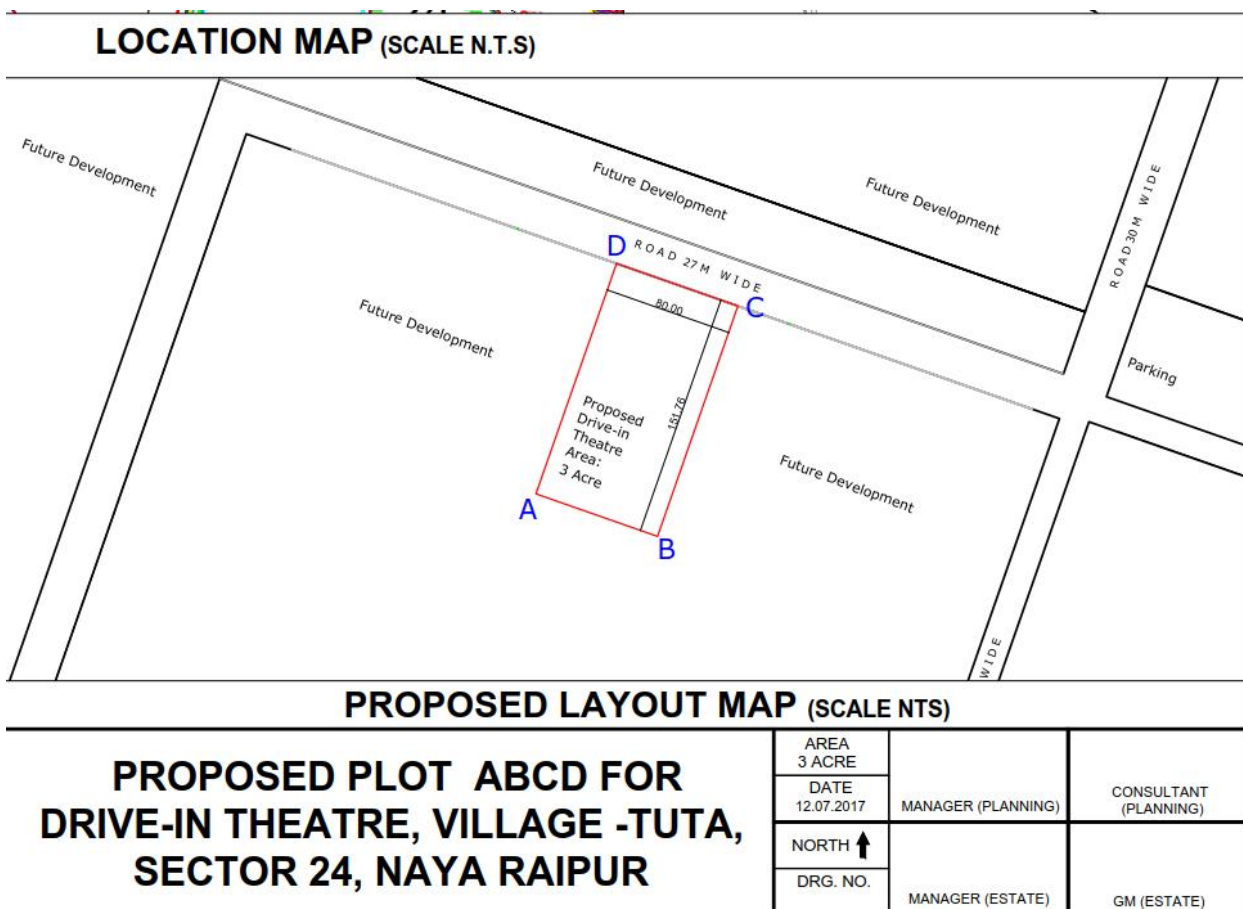 LOCATION MAP (SCALE N.T.S)
Future Development
Future Development
Future Development
ROAD 30 M WIDE
D
ROAD 27 M WIDE
C
80.00
Future Development
Parking
151.76
Proposed
Drive-in
Theatre
Area:
3 Acre
Future Development
A
B
WIDE
PROPOSED LAYOUT MAP (SCALE NTS)
PROPOSED PLOT ABCD FOR
DRIVE-IN THEATRE, VILLAGE -TUTA,
SECTOR 24, NAYA RAIPUR
AREA
3 ACRE
DATE
12.07.2017
MANAGER (PLANNING)
CONSULTANT
(PLANNING)
NORTH
DRG. NO.
MANAGER (ESTATE)
GM (ESTATE)